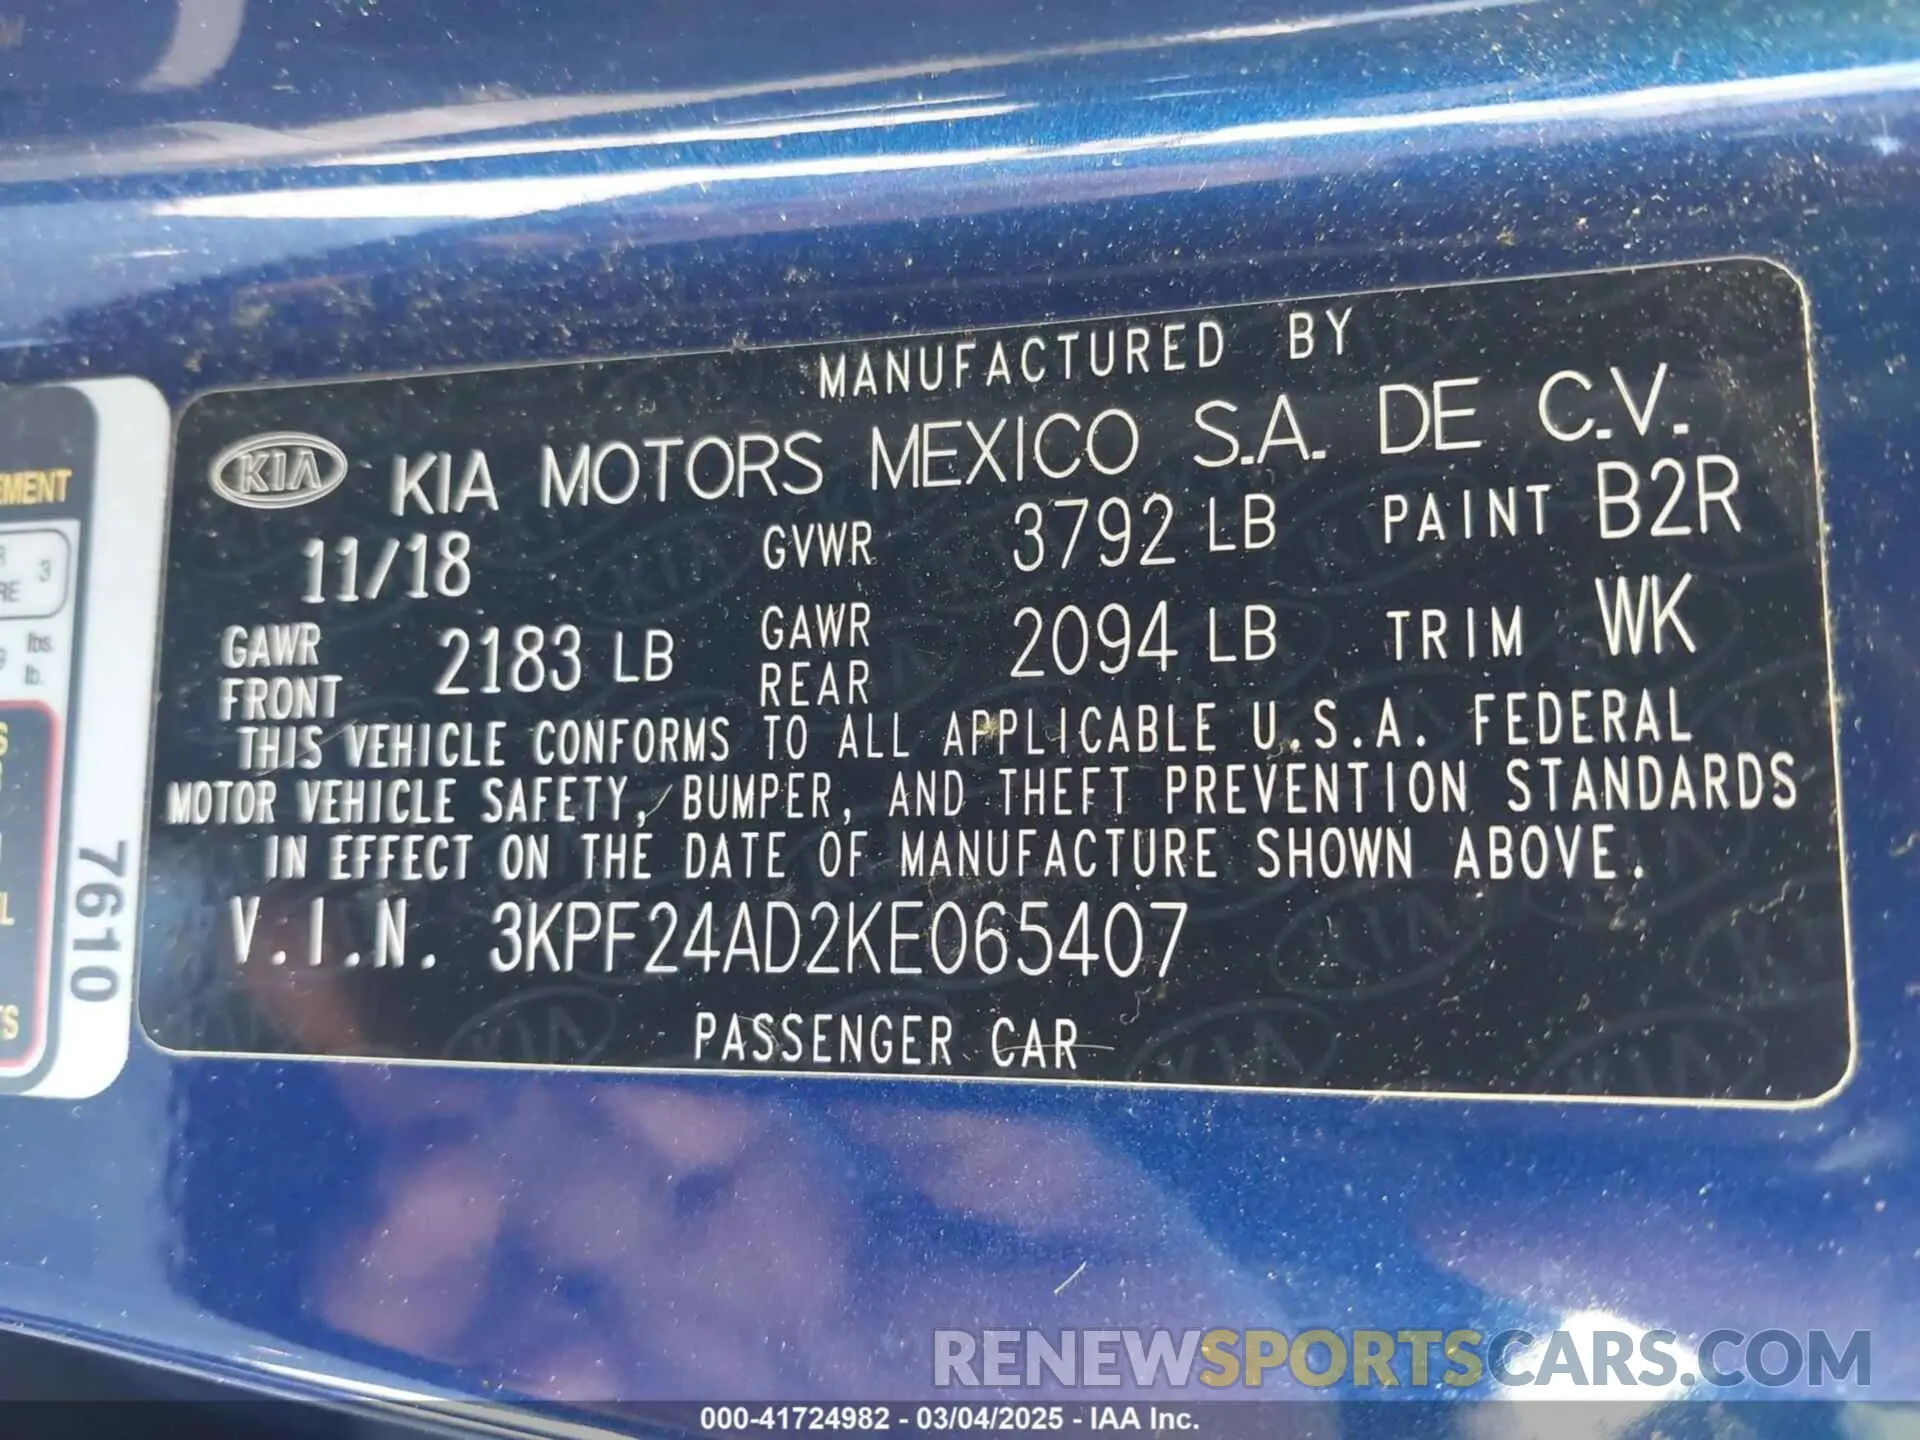 MANUFACTURED BY
KIA KIA MOTORS MEXICO S.A. DE C.V.
11/18 GVWR 3792 LB PAINT B2R
GAWR FRONT 2183 LB GAWR REAR 2094 LB TRIM WK
THIS VEHICLE CONFORMS TO ALL APPLICABLE U.S.A. FEDERAL
MOTOR VEHICLE SAFETY, BUMPER, AND THEFT PREVENTION STANDARDS
IN EFFECT ON THE DATE OF MANUFACTURE SHOWN ABOVE.
V.I.N. 3KPF24AD2KE065407
PASSENGER CAR
3
lbs.
lb.
7610
RENEWSPORTSCARS.COM
000-41724982 - 03/04/2025 - IAA Inc.